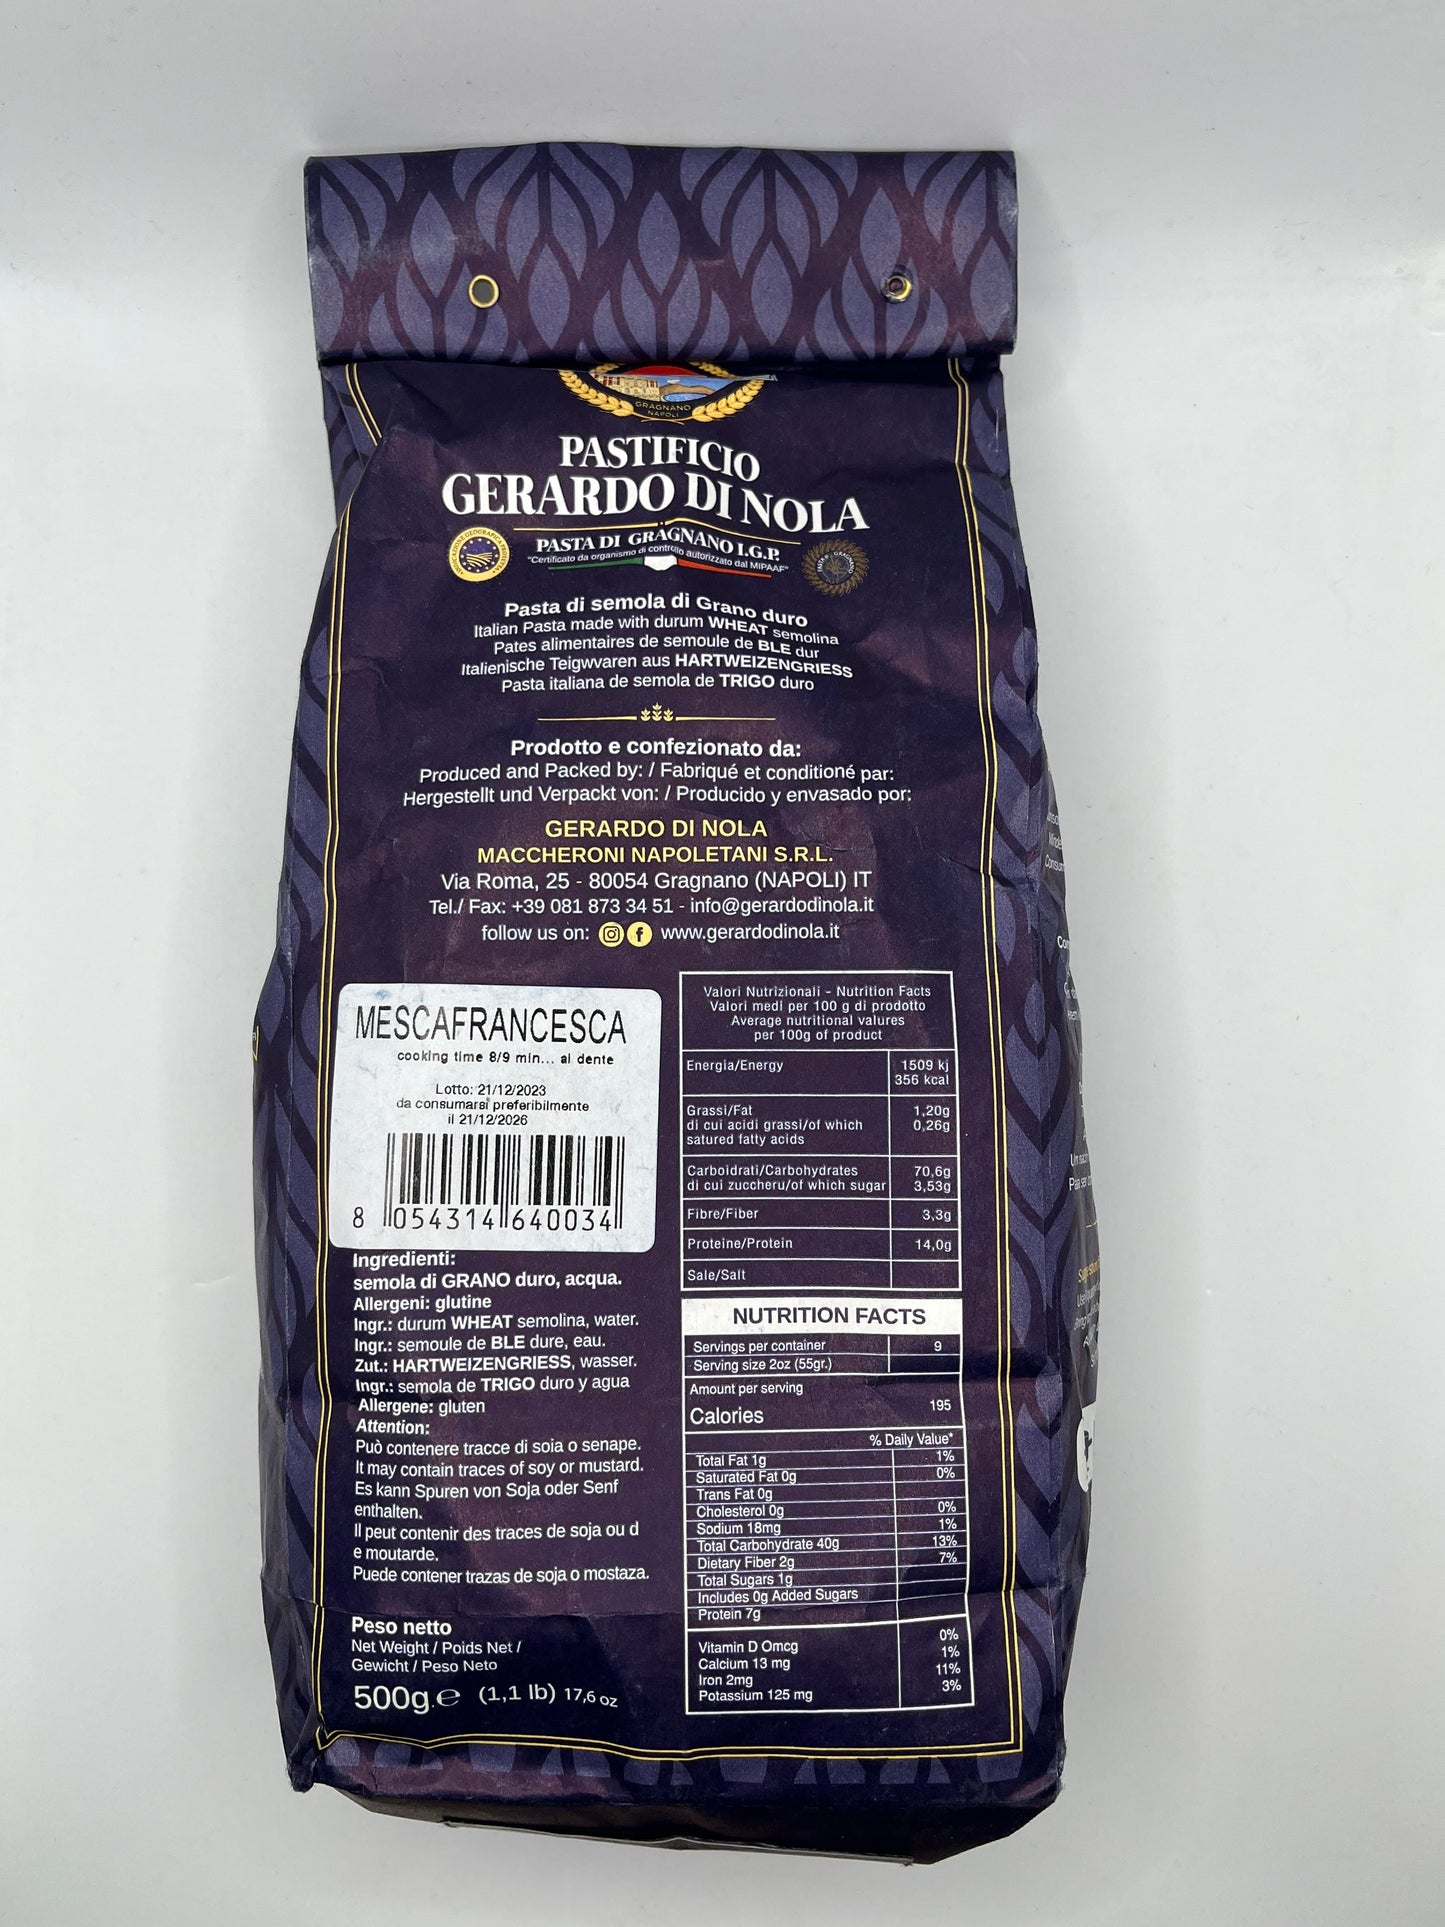 GRAGNANO
NAPOLI
PASTIFICIO
GERARDO DI NOLA
PASTA DI GRAGNANO I.G.P.
"Certificato da organismo di controllo autorizzato dal MIPAAF"
Pasta di semola di Grano duro
Italian Pasta made with durum WHEAT semolina
Pates alimentaires de semoule de BLE dur
Italienische Teigwvaren aus HARTWEIZENGRIESS
Pasta italiana de semola de TRIGO duro
Prodotto e confezionato da:
Produced and Packed by: / Fabriqué et conditioné par:
Hergestellt und Verpackt von: / Producido y envasado por:
GERARDO DI NOLA
MACCHERONI NAPOLETANI S.R.L.
Via Roma, 25 - 80054 Gragnano (NAPOLI) IT
Tel./ Fax: +39 081 873 34 51 - info@gerardodinola.it
follow us on: www.gerardodinola.it
MESCAFRANCESCA
cooking time 8/9 min... al dente
Lotto: 21/12/2023
da consumarsi preferibilmente
il 21/12/2026
8 054314 640034
Ingredienti:
semola di GRANO duro, acqua.
Allergeni: glutine
Ingr.: durum WHEAT semolina, water.
Ingr.: semoule de BLE dure, eau.
Zut.: HARTWEIZENGRIESS, wasser.
Ingr.: semola de TRIGO duro y agua
Allergene: gluten
Attention:
Può contenere tracce di soia o senape.
It may contain traces of soy or mustard.
Es kann Spuren von Soja oder Senf
enthalten.
Il peut contenir des traces de soja ou d
e moutarde.
Puede contener trazas de soja o mostaza.
Peso netto
Net Weight / Poids Net /
Gewicht / Peso Neto
500g.e (1,1 lb) 17,6 oz
Valori Nutrizionali - Nutrition Facts
Valori medi per 100 g di prodotto
Average nutritional valures
per 100g of product
Energia/Energy 1509 kj
356 kcal
Grassi/Fat 1,20g
di cui acidi grassi/of which 0,26g
satured fatty acids
Carboidrati/Carbohydrates 70,6g
di cui zuccheru/of which sugar 3,53g
Fibre/Fiber 3,3g
Proteine/Protein 14,0g
Sale/Salt
NUTRITION FACTS
Servings per container 9
Serving size 2oz (55gr.)
Amount per serving
Calories 195
% Daily Value*
Total Fat 1g 1%
Saturated Fat 0g 0%
Trans Fat 0g
Cholesterol 0g 0%
Sodium 18mg 1%
Total Carbohydrate 40g 13%
Dietary Fiber 2g 7%
Total Sugars 1g
Includes 0g Added Sugars
Protein 7g
Vitamin D Omcg 0%
Calcium 13 mg 1%
Iron 2mg 11%
Potassium 125 mg 3%